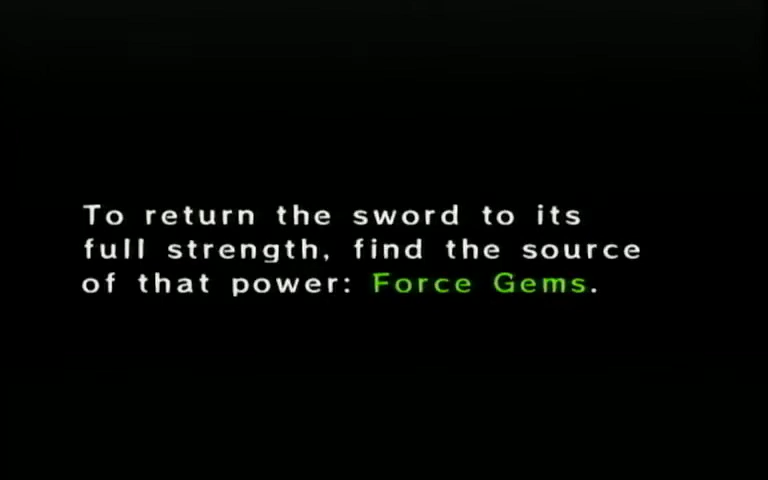 To return the sword to its
full strength, find the source
of that power: Force Gems.